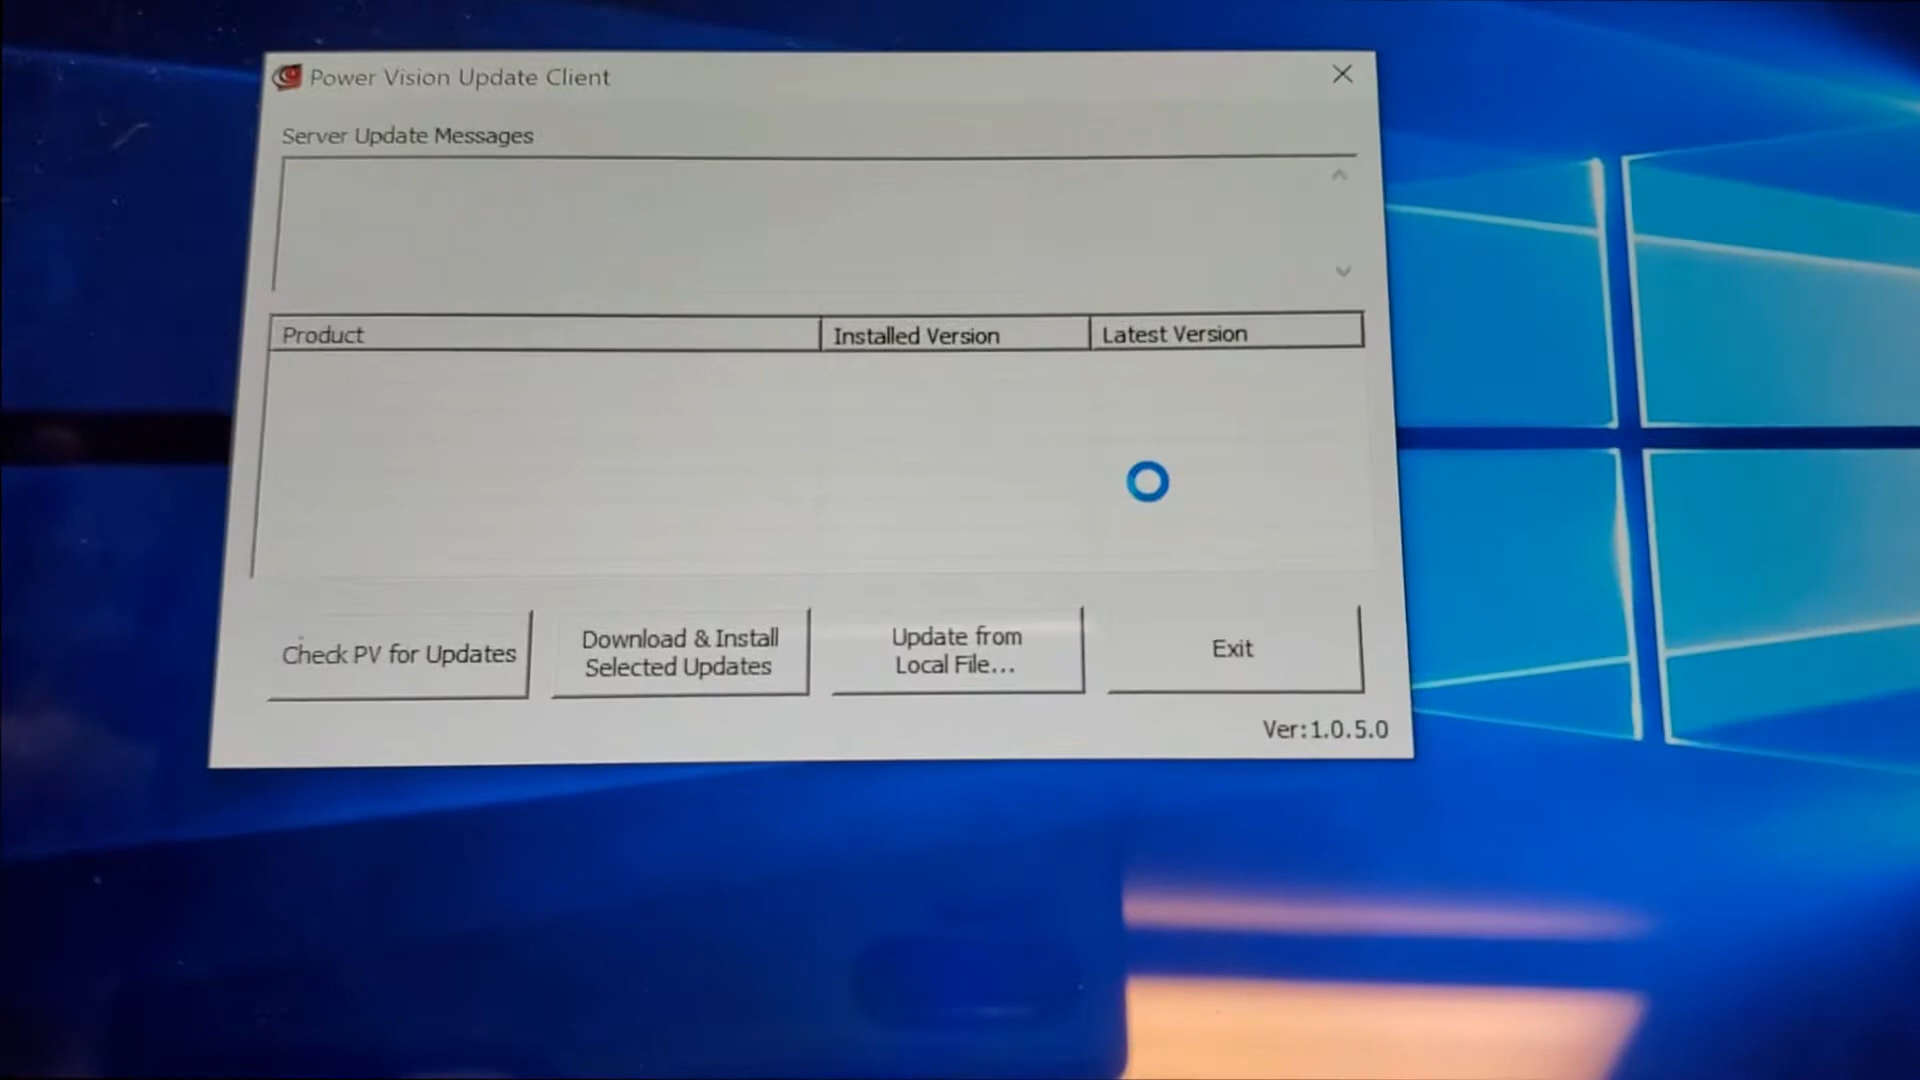 Power Vision Update Client
Server Update Messages
Product
Installed Version
Latest Version
Check PV for Updates
Download & Install
Selected Updates
Update from
Local File...
Exit
Ver:1.0.5.0